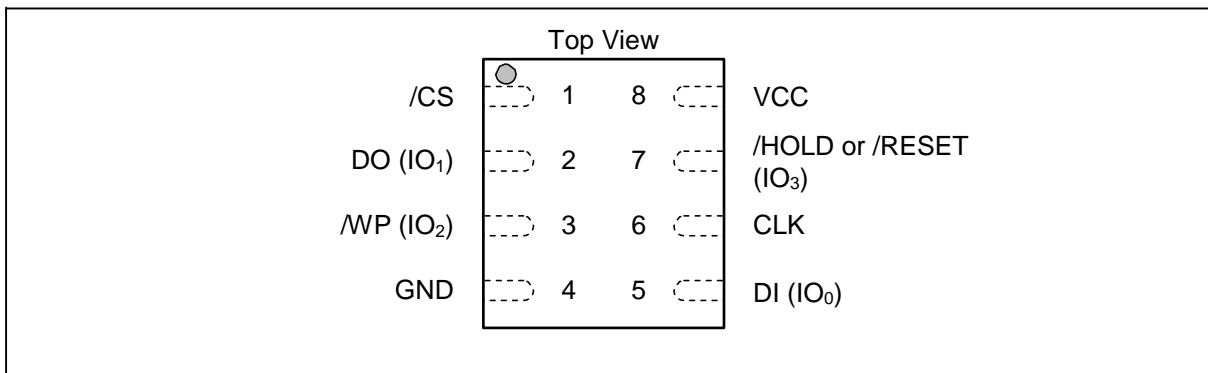 Top View
/CS 1 8 VCC
DO (IO₁) 2 7 /HOLD or /RESET
(IO₃)
/WP (IO₂) 3 6 CLK
GND 4 5 DI (IO₀)